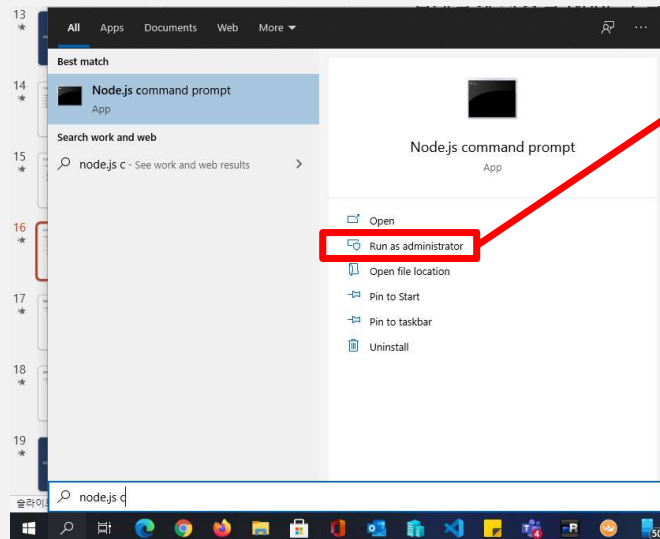 13
14
15
16
17
18
19
All Apps Documents Web More
Best match
Node.js command prompt
App
Search work and web
node.js c - See work and web results
Node.js command prompt
App
Open
Run as administrator
Open file location
Pin to Start
Pin to taskbar
Uninstall
node.js c